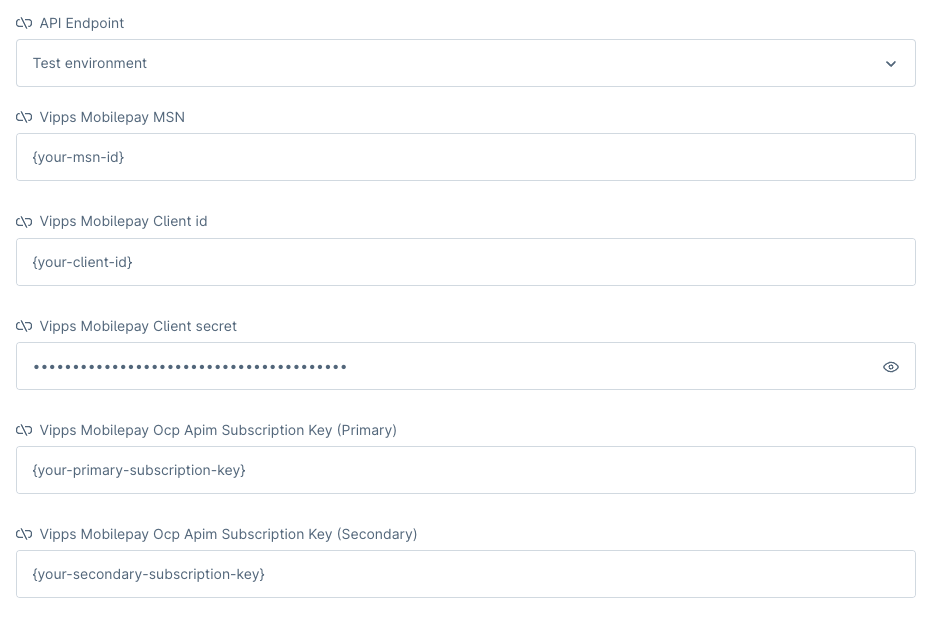 API Endpoint
Test environment
Vipps Mobilepay MSN
{your-msn-id}
Vipps Mobilepay Client id
{your-client-id}
Vipps Mobilepay Client secret
••••••••••••••••••••••••••••••••••••••••
Vipps Mobilepay Ocp Apim Subscription Key (Primary)
{your-primary-subscription-key}
Vipps Mobilepay Ocp Apim Subscription Key (Secondary)
{your-secondary-subscription-key}